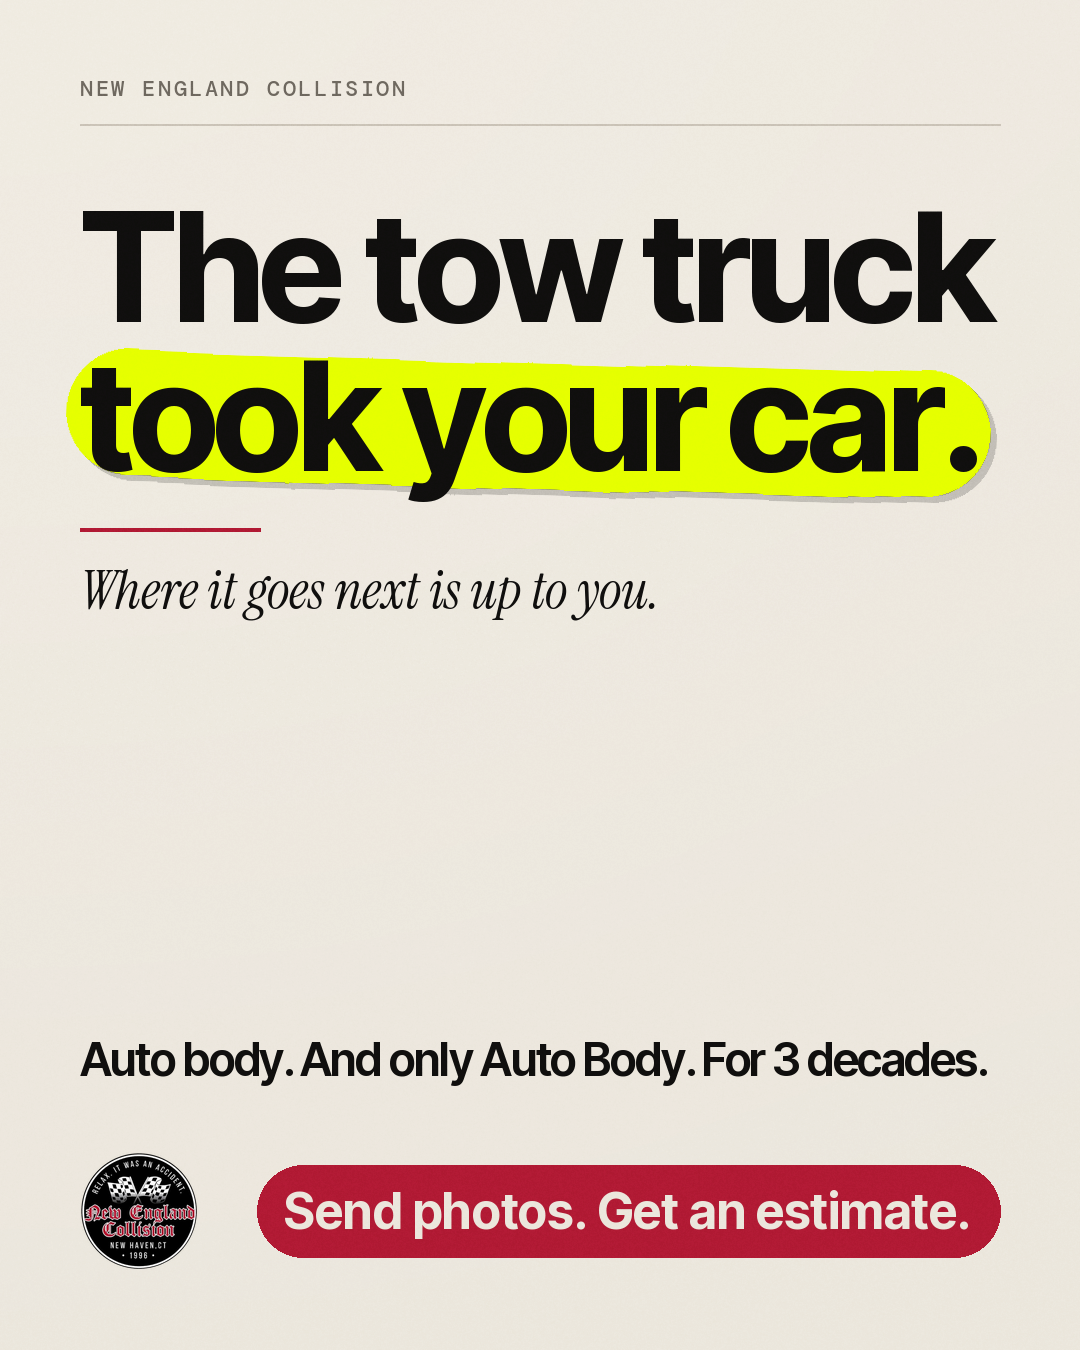 NEW ENGLAND COLLISION
The tow truck
took your car.
Where it goes next is up to you.
Auto body. And only Auto Body. For 3 decades.
RELAX, IT WAS AN ACCIDENT.
New England
Collision
NEW HAVEN, CT
• 1996 •
Send photos. Get an estimate.